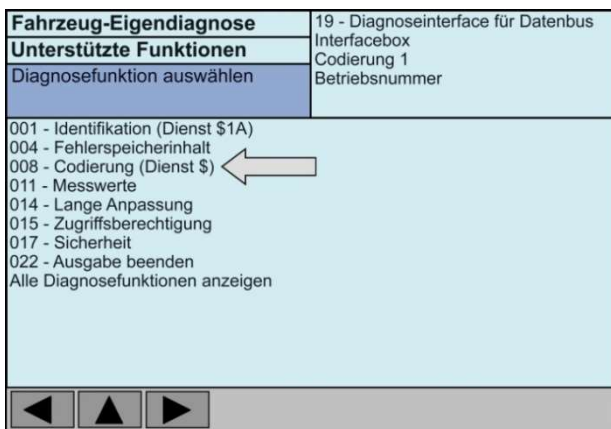 Fahrzeug-Eigendiagnose
Unterstützte Funktionen
Diagnosefunktion auswählen
19 - Diagnoseinterface für Datenbus
Interfacebox
Codierung 1
Betriebsnummer
001 - Identifikation (Dienst $1A)
004 - Fehlerspeicherinhalt
008 - Codierung (Dienst $)
011 - Messwerte
014 - Lange Anpassung
015 - Zugriffsberechtigung
017 - Sicherheit
022 - Ausgabe beenden
Alle Diagnosefunktionen anzeigen